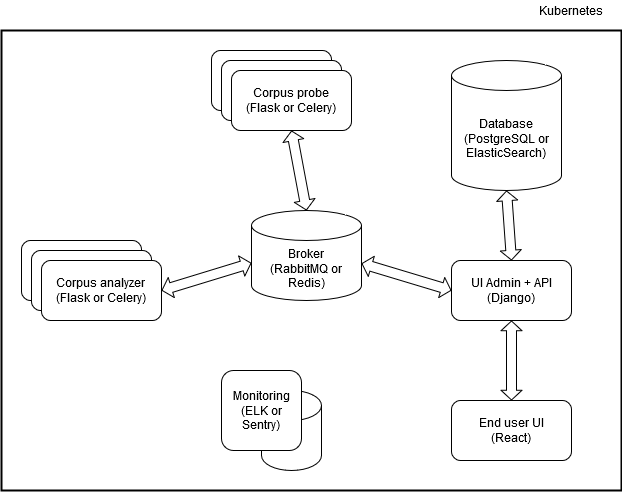 Kubernetes
Corpus probe
(Flask or Celery)
Database
(PostgreSQL or
ElasticSearch)
Broker
(RabbitMQ or
Redis)
Corpus analyzer
(Flask or Celery)
UI Admin + API
(Django)
Monitoring
(ELK or
Sentry)
End user UI
(React)